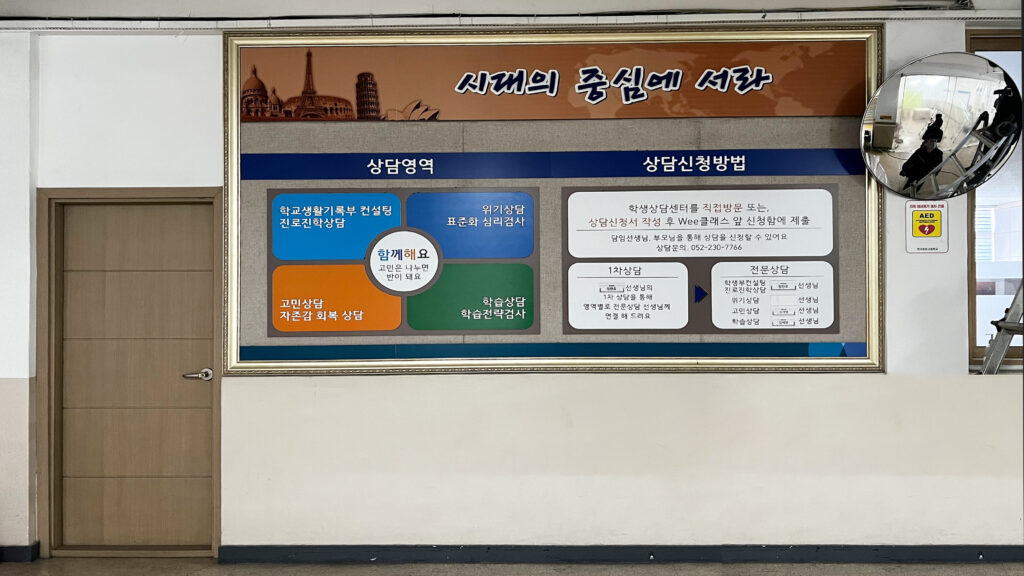 시대의 중심에 서라
상담영역
학교생활기록부 컨설팅
진로진학상담
위기상담
표준화 심리검사
함께해요
고민은 나누면
반이 돼요
고민상담
자존감 회복 상담
학습상담
학습전략검사
상담신청방법
학생상담센터를 직접방문 또는,
상담신청서 작성 후 Wee클래스 앞 신청함에 제출
담임선생님, 부모님을 통해 상담을 신청할 수 있어요
상담문의. 052-230-7766
1차상담
선생님의
1차 상담을 통해
영역별로 전문상담 선생님께
연결 해 드려요
전문상담
학생부컨설팅
진로진학상담
선생님
위기상담 선생님
고민상담 선생님
학습상담 선생님
AED